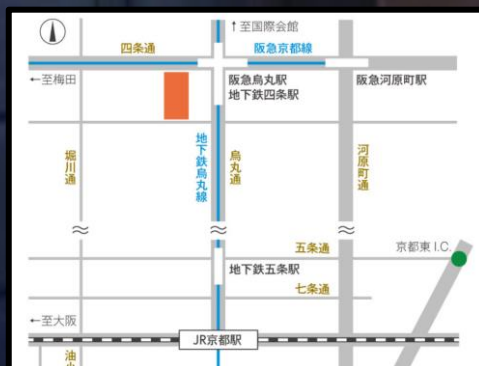 ↑至国際会館
四条通
阪急京都線
←至梅田
阪急烏丸駅
地下鉄四条駅
阪急河原町駅
堀川通
地下鉄烏丸線
烏丸通
河原町通
五条通
京都東I.C.
地下鉄五条駅
七条通
←至大阪
JR京都駅
油